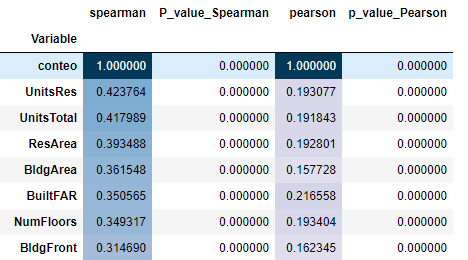 spearman P_value_Spearman pearson p_value_Pearson
Variable
conteo 1.000000 0.000000 1.000000 0.000000
UnitsRes 0.423764 0.000000 0.193077 0.000000
UnitsTotal 0.417989 0.000000 0.191843 0.000000
ResArea 0.393488 0.000000 0.192801 0.000000
BldgArea 0.361548 0.000000 0.157728 0.000000
BuiltFAR 0.350565 0.000000 0.216558 0.000000
NumFloors 0.349317 0.000000 0.193404 0.000000
BldgFront 0.314690 0.000000 0.162345 0.000000